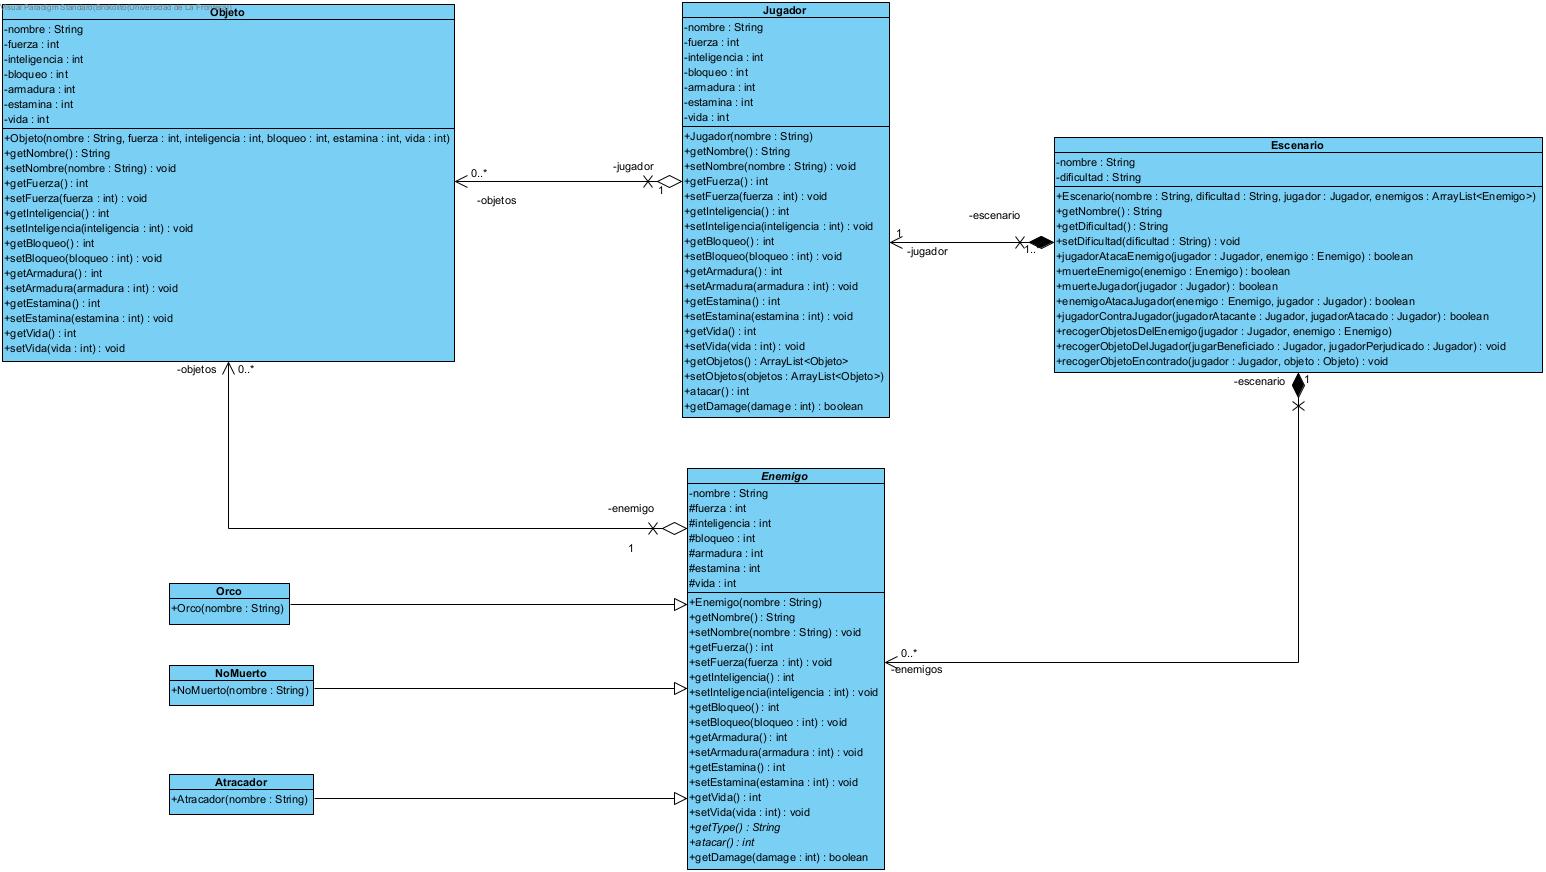 Visual Paradigm Standard(Brokolito(Universidad de La Fron
Objeto
-nombre : String
-fuerza : int
-inteligencia : int
-bloqueo : int
-armadura : int
-estamina : int
-vida : int
+Objeto(nombre : String, fuerza : int, inteligencia : int, bloqueo : int, estamina : int, vida : int)
+getNombre() : String
+setNombre(nombre : String) : void
+getFuerza() : int
+setFuerza(fuerza : int) : void
+getInteligencia() : int
+setInteligencia(inteligencia : int) : void
+getBloqueo() : int
+setBloqueo(bloqueo : int) : void
+getArmadura() : int
+setArmadura(armadura : int) : void
+getEstamina() : int
+setEstamina(estamina : int) : void
+getVida() : int
+setVida(vida : int) : void
-objetos 0..*
0..*
-objetos
-jugador
1
Jugador
-nombre : String
-fuerza : int
-inteligencia : int
-bloqueo : int
-armadura : int
-estamina : int
-vida : int
+Jugador(nombre : String)
+getNombre() : String
+setNombre(nombre : String) : void
+getFuerza() : int
+setFuerza(fuerza : int) : void
+getInteligencia() : int
+setInteligencia(inteligencia : int) : void
+getBloqueo() : int
+setBloqueo(bloqueo : int) : void
+getArmadura() : int
+setArmadura(armadura : int) : void
+getEstamina() : int
+setEstamina(estamina : int) : void
+getVida() : int
+setVida(vida : int) : void
+getObjetos() : ArrayList<Objeto>
+setObjetos(objetos : ArrayList<Objeto>)
+atacar() : int
+getDamage(damage : int) : boolean
1
-jugador
-escenario
1..
Escenario
-nombre : String
-dificultad : String
+Escenario(nombre : String, dificultad : String, jugador : Jugador, enemigos : ArrayList<Enemigo>)
+getNombre() : String
+getDificultad() : String
+setDificultad(dificultad : String) : void
+jugadorAtacaEnemigo(jugador : Jugador, enemigo : Enemigo) : boolean
+muerteEnemigo(enemigo : Enemigo) : boolean
+muerteJugador(jugador : Jugador) : boolean
+enemigoAtacaJugador(enemigo : Enemigo, jugador : Jugador) : boolean
+jugadorContraJugador(jugadorAtacante : Jugador, jugadorAtacado : Jugador) : boolean
+recogerObjetosDelEnemigo(jugador : Jugador, enemigo : Enemigo)
+recogerObjetoDelJugador(jugarBeneficiado : Jugador, jugadorPerjudicado : Jugador) : void
+recogerObjetoEncontrado(jugador : Jugador, objeto : Objeto) : void
-escenario 1
-enemigo
1
Enemigo
-nombre : String
#fuerza : int
#inteligencia : int
#bloqueo : int
#armadura : int
#estamina : int
#vida : int
+Enemigo(nombre : String)
+getNombre() : String
+setNombre(nombre : String) : void
+getFuerza() : int
+setFuerza(fuerza : int) : void
+getInteligencia() : int
+setInteligencia(inteligencia : int) : void
+getBloqueo() : int
+setBloqueo(bloqueo : int) : void
+getArmadura() : int
+setArmadura(armadura : int) : void
+getEstamina() : int
+setEstamina(estamina : int) : void
+getVida() : int
+setVida(vida : int) : void
+getType() : String
+atacar() : int
+getDamage(damage : int) : boolean
0..*
-enemigos
Orco
+Orco(nombre : String)
NoMuerto
+NoMuerto(nombre : String)
Atracador
+Atracador(nombre : String)